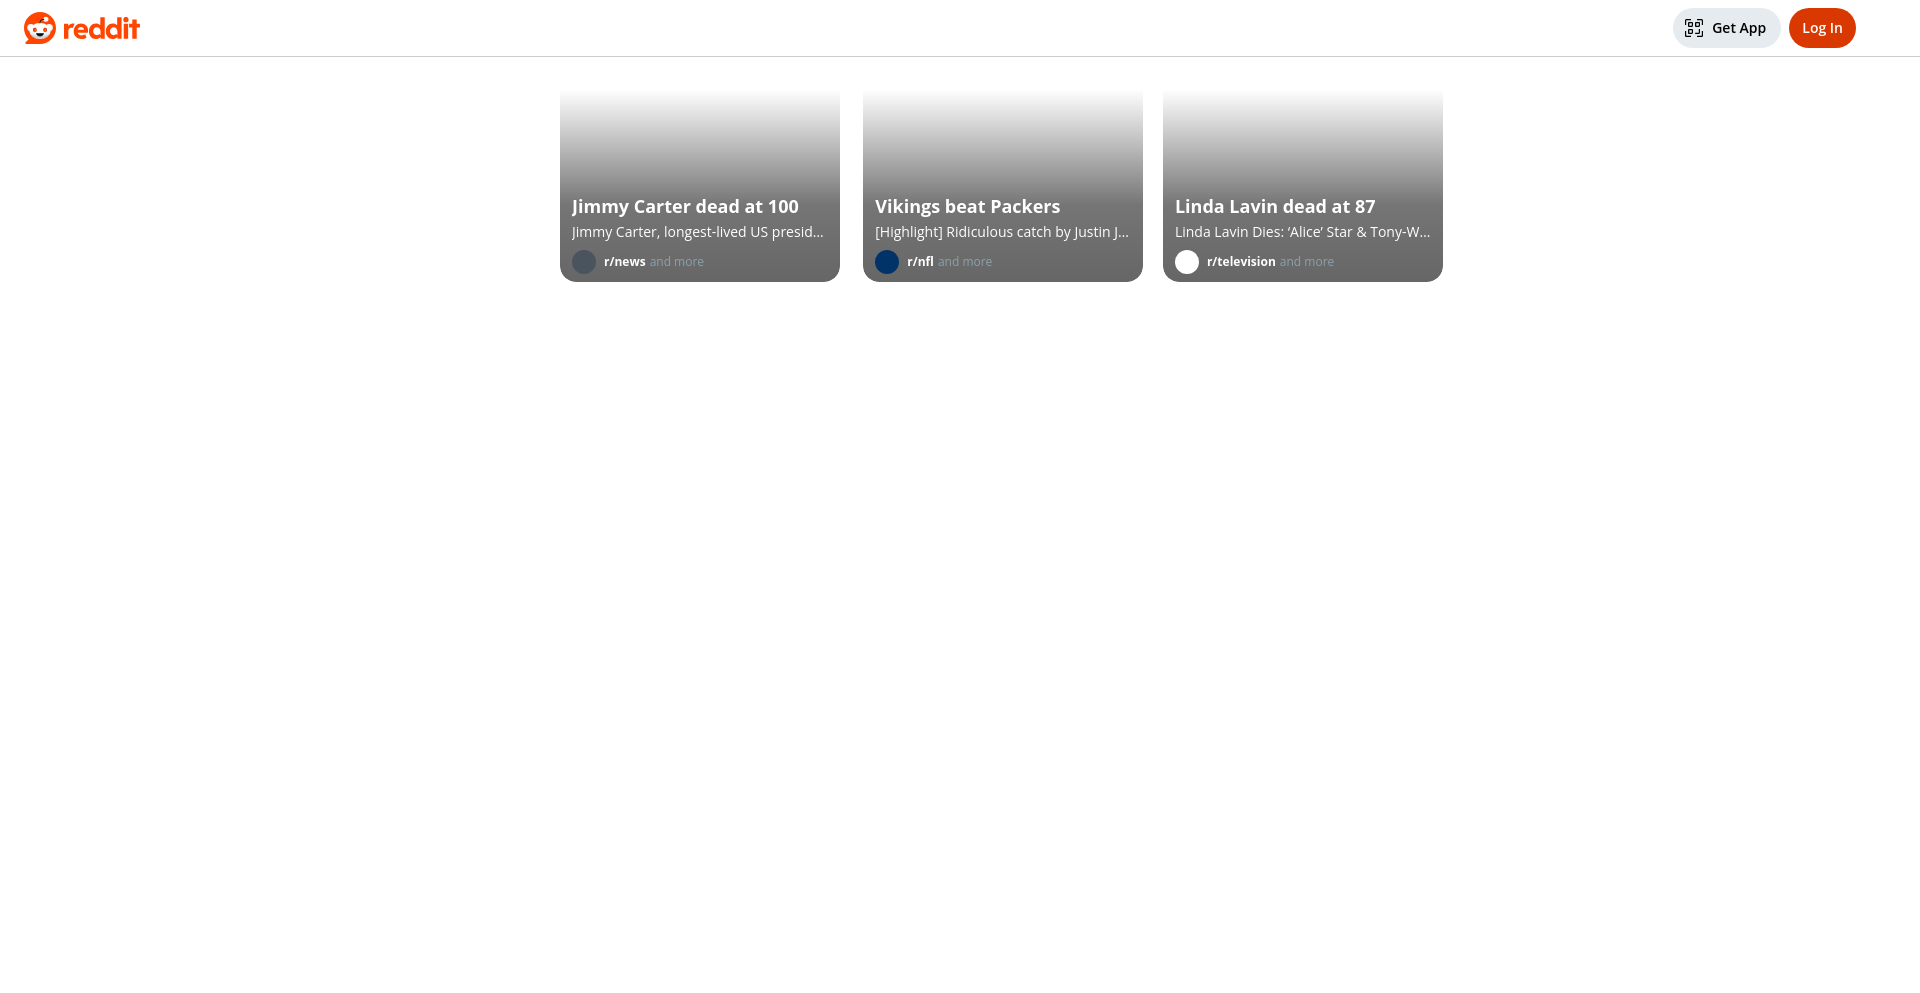 reddit
Get App
Log In
Jimmy Carter dead at 100
Jimmy Carter, longest-lived US presid...
r/news and more
Vikings beat Packers
[Highlight] Ridiculous catch by Justin J...
r/nfl and more
Linda Lavin dead at 87
Linda Lavin Dies: ‘Alice’ Star & Tony-W...
r/television and more